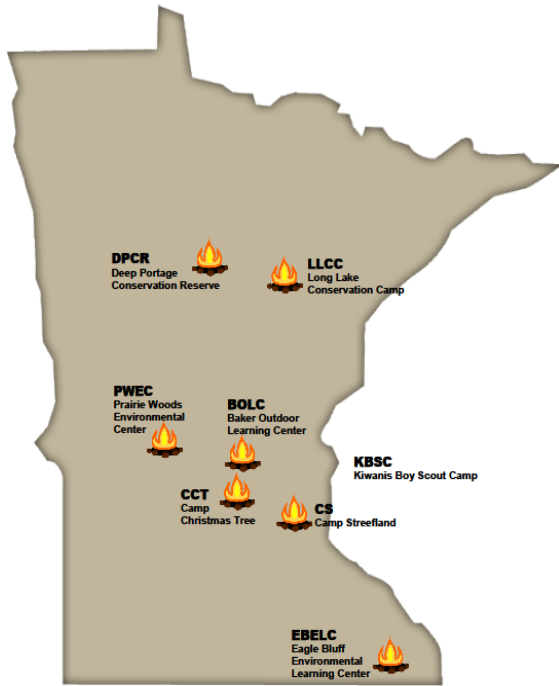 DPCR
Deep Portage
Conservation Reserve
LLCC
Long Lake
Conservation Camp
PWEC
Prairie Woods
Environmental
Center
BOLC
Baker Outdoor
Learning Center
KBSC
Kiwanis Boy Scout Camp
CCT
Camp
Christmas Tree
CS
Camp Streefland
EBELC
Eagle Bluff
Environmental
Learning Center